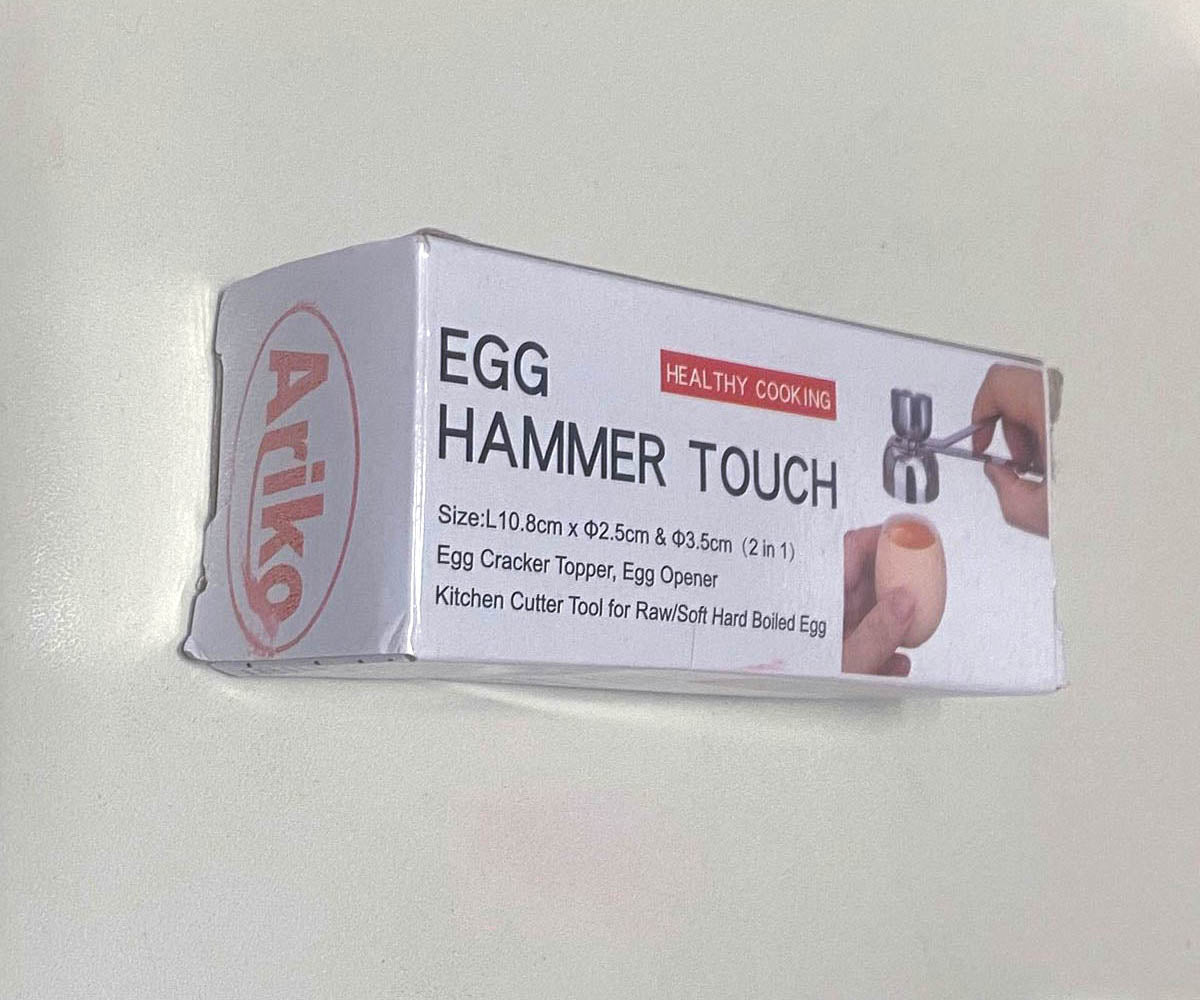 Ariko
EGG
HEALTHY COOKING
HAMMER TOUCH
Size:L10.8cm x Φ2.5cm & Φ3.5cm (2 in 1)
Egg Cracker Topper, Egg Opener
Kitchen Cutter Tool for Raw/Soft Hard Boiled Egg